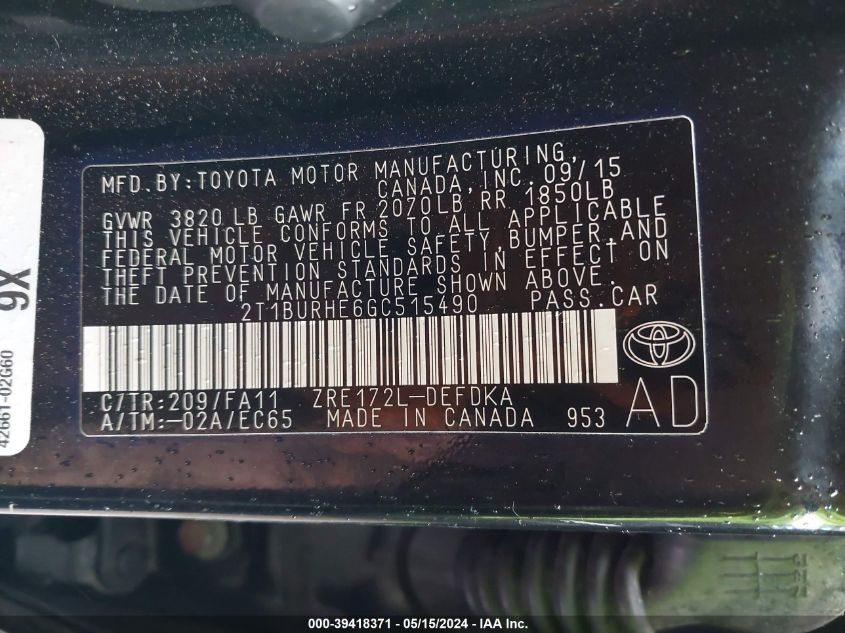 MFD. BY: TOYOTA MOTOR MANUFACTURING,
CANADA, INC. 09/15
GVWR 3820 LB GAWR FR 2070LB RR 1850LB
THIS VEHICLE CONFORMS TO ALL APPLICABLE
FEDERAL MOTOR VEHICLE SAFETY, BUMPER, AND
THEFT PREVENTION STANDARDS IN EFFECT ON
THE DATE OF MANUFACTURE SHOWN ABOVE.
2T1BURHE6GC515490 PASS. CAR
C/TR: 209/FA11 ZRE172L-DEFDKA
A/TM: -02A/EC65 MADE IN CANADA 953
AD
9X
42661-02G60
000-39418371 / 05/15/2024 - IAA Inc.